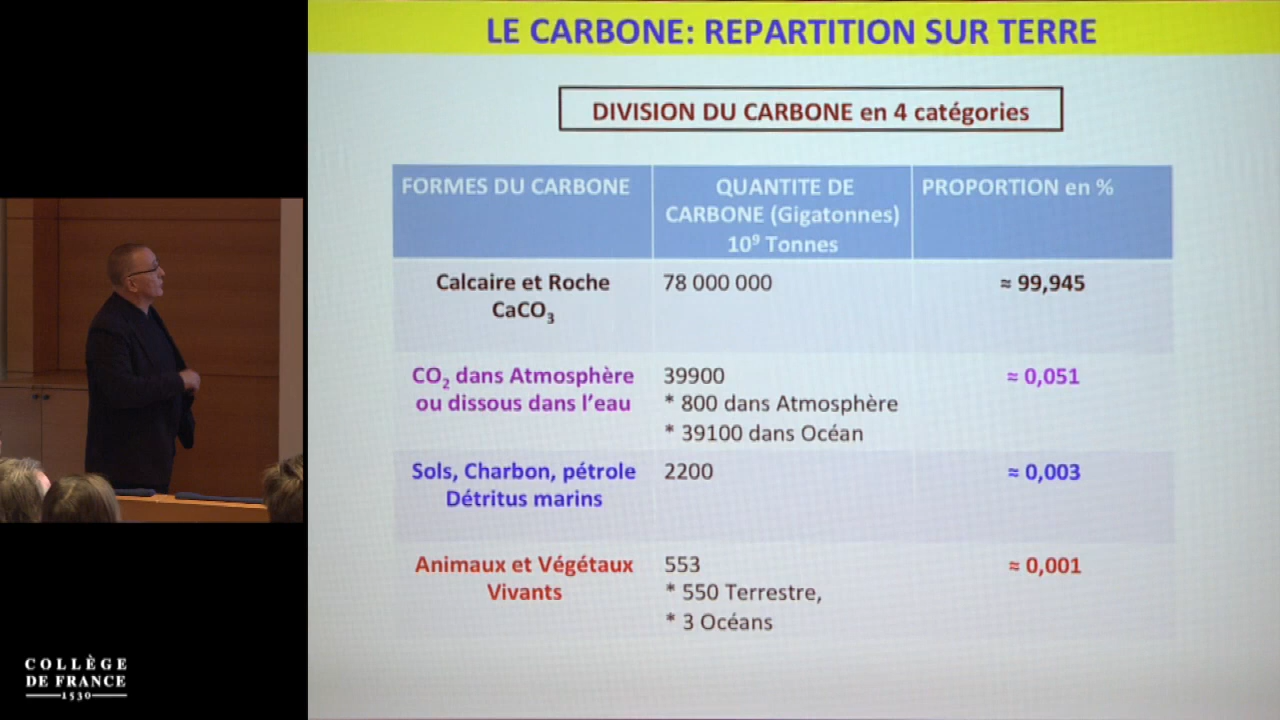 LE CARBONE: REPARTITION SUR TERRE
DIVISION DU CARBONE en 4 catégories
FORMES DU CARBONE
QUANTITE DE
CARBONE (Gigatonnes)
10⁹ Tonnes
PROPORTION en %
Calcaire et Roche
CaCO₃
78 000 000
≈ 99,945
CO₂ dans Atmosphère
ou dissous dans l'eau
39900
* 800 dans Atmosphère
* 39100 dans Océan
≈ 0,051
Sols, Charbon, pétrole
Détritus marins
2200
≈ 0,003
Animaux et Végétaux
Vivants
553
* 550 Terrestre,
* 3 Océans
≈ 0,001
COLLÈGE
DE FRANCE
1530